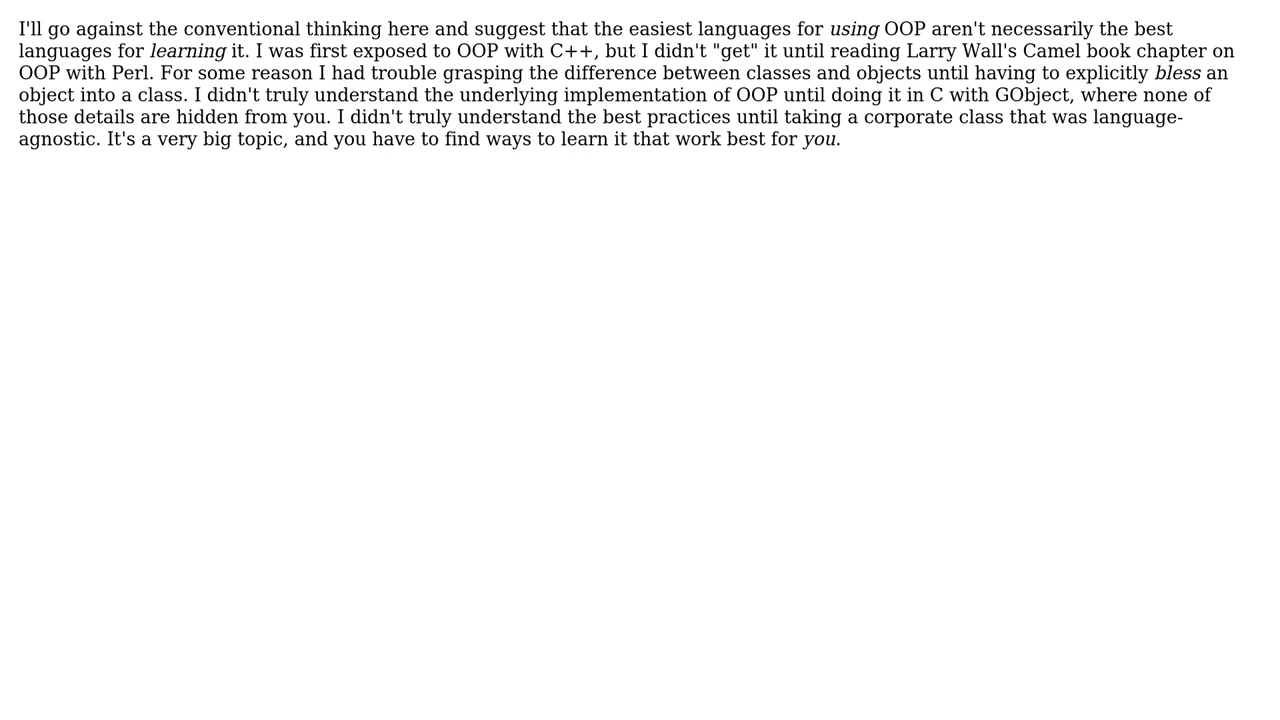 I'll go against the conventional thinking here and suggest that the easiest languages for using OOP aren't necessarily the best
languages for learning it. I was first exposed to OOP with C++, but I didn't "get" it until reading Larry Wall's Camel book chapter on
OOP with Perl. For some reason I had trouble grasping the difference between classes and objects until having to explicitly bless an
object into a class. I didn't truly understand the underlying implementation of OOP until doing it in C with GObject, where none of
those details are hidden from you. I didn't truly understand the best practices until taking a corporate class that was language-
agnostic. It's a very big topic, and you have to find ways to learn it that work best for you.